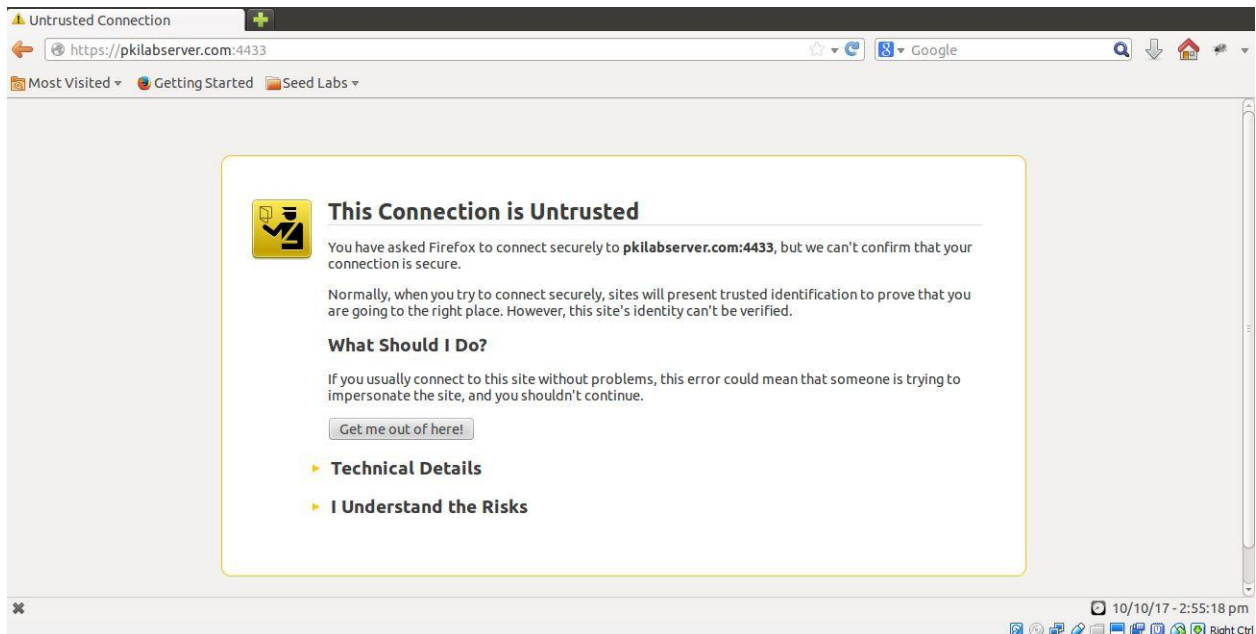 Untrusted Connection
https://pkilabserver.com:4433
Google
Most Visited
Getting Started
Seed Labs
This Connection is Untrusted
You have asked Firefox to connect securely to pkilabserver.com:4433, but we can't confirm that your
connection is secure.
Normally, when you try to connect securely, sites will present trusted identification to prove that you
are going to the right place. However, this site's identity can't be verified.
What Should I Do?
If you usually connect to this site without problems, this error could mean that someone is trying to
impersonate the site, and you shouldn't continue.
Get me out of here!
Technical Details
I Understand the Risks
10/10/17 - 2:55:18 pm
Right Ctrl